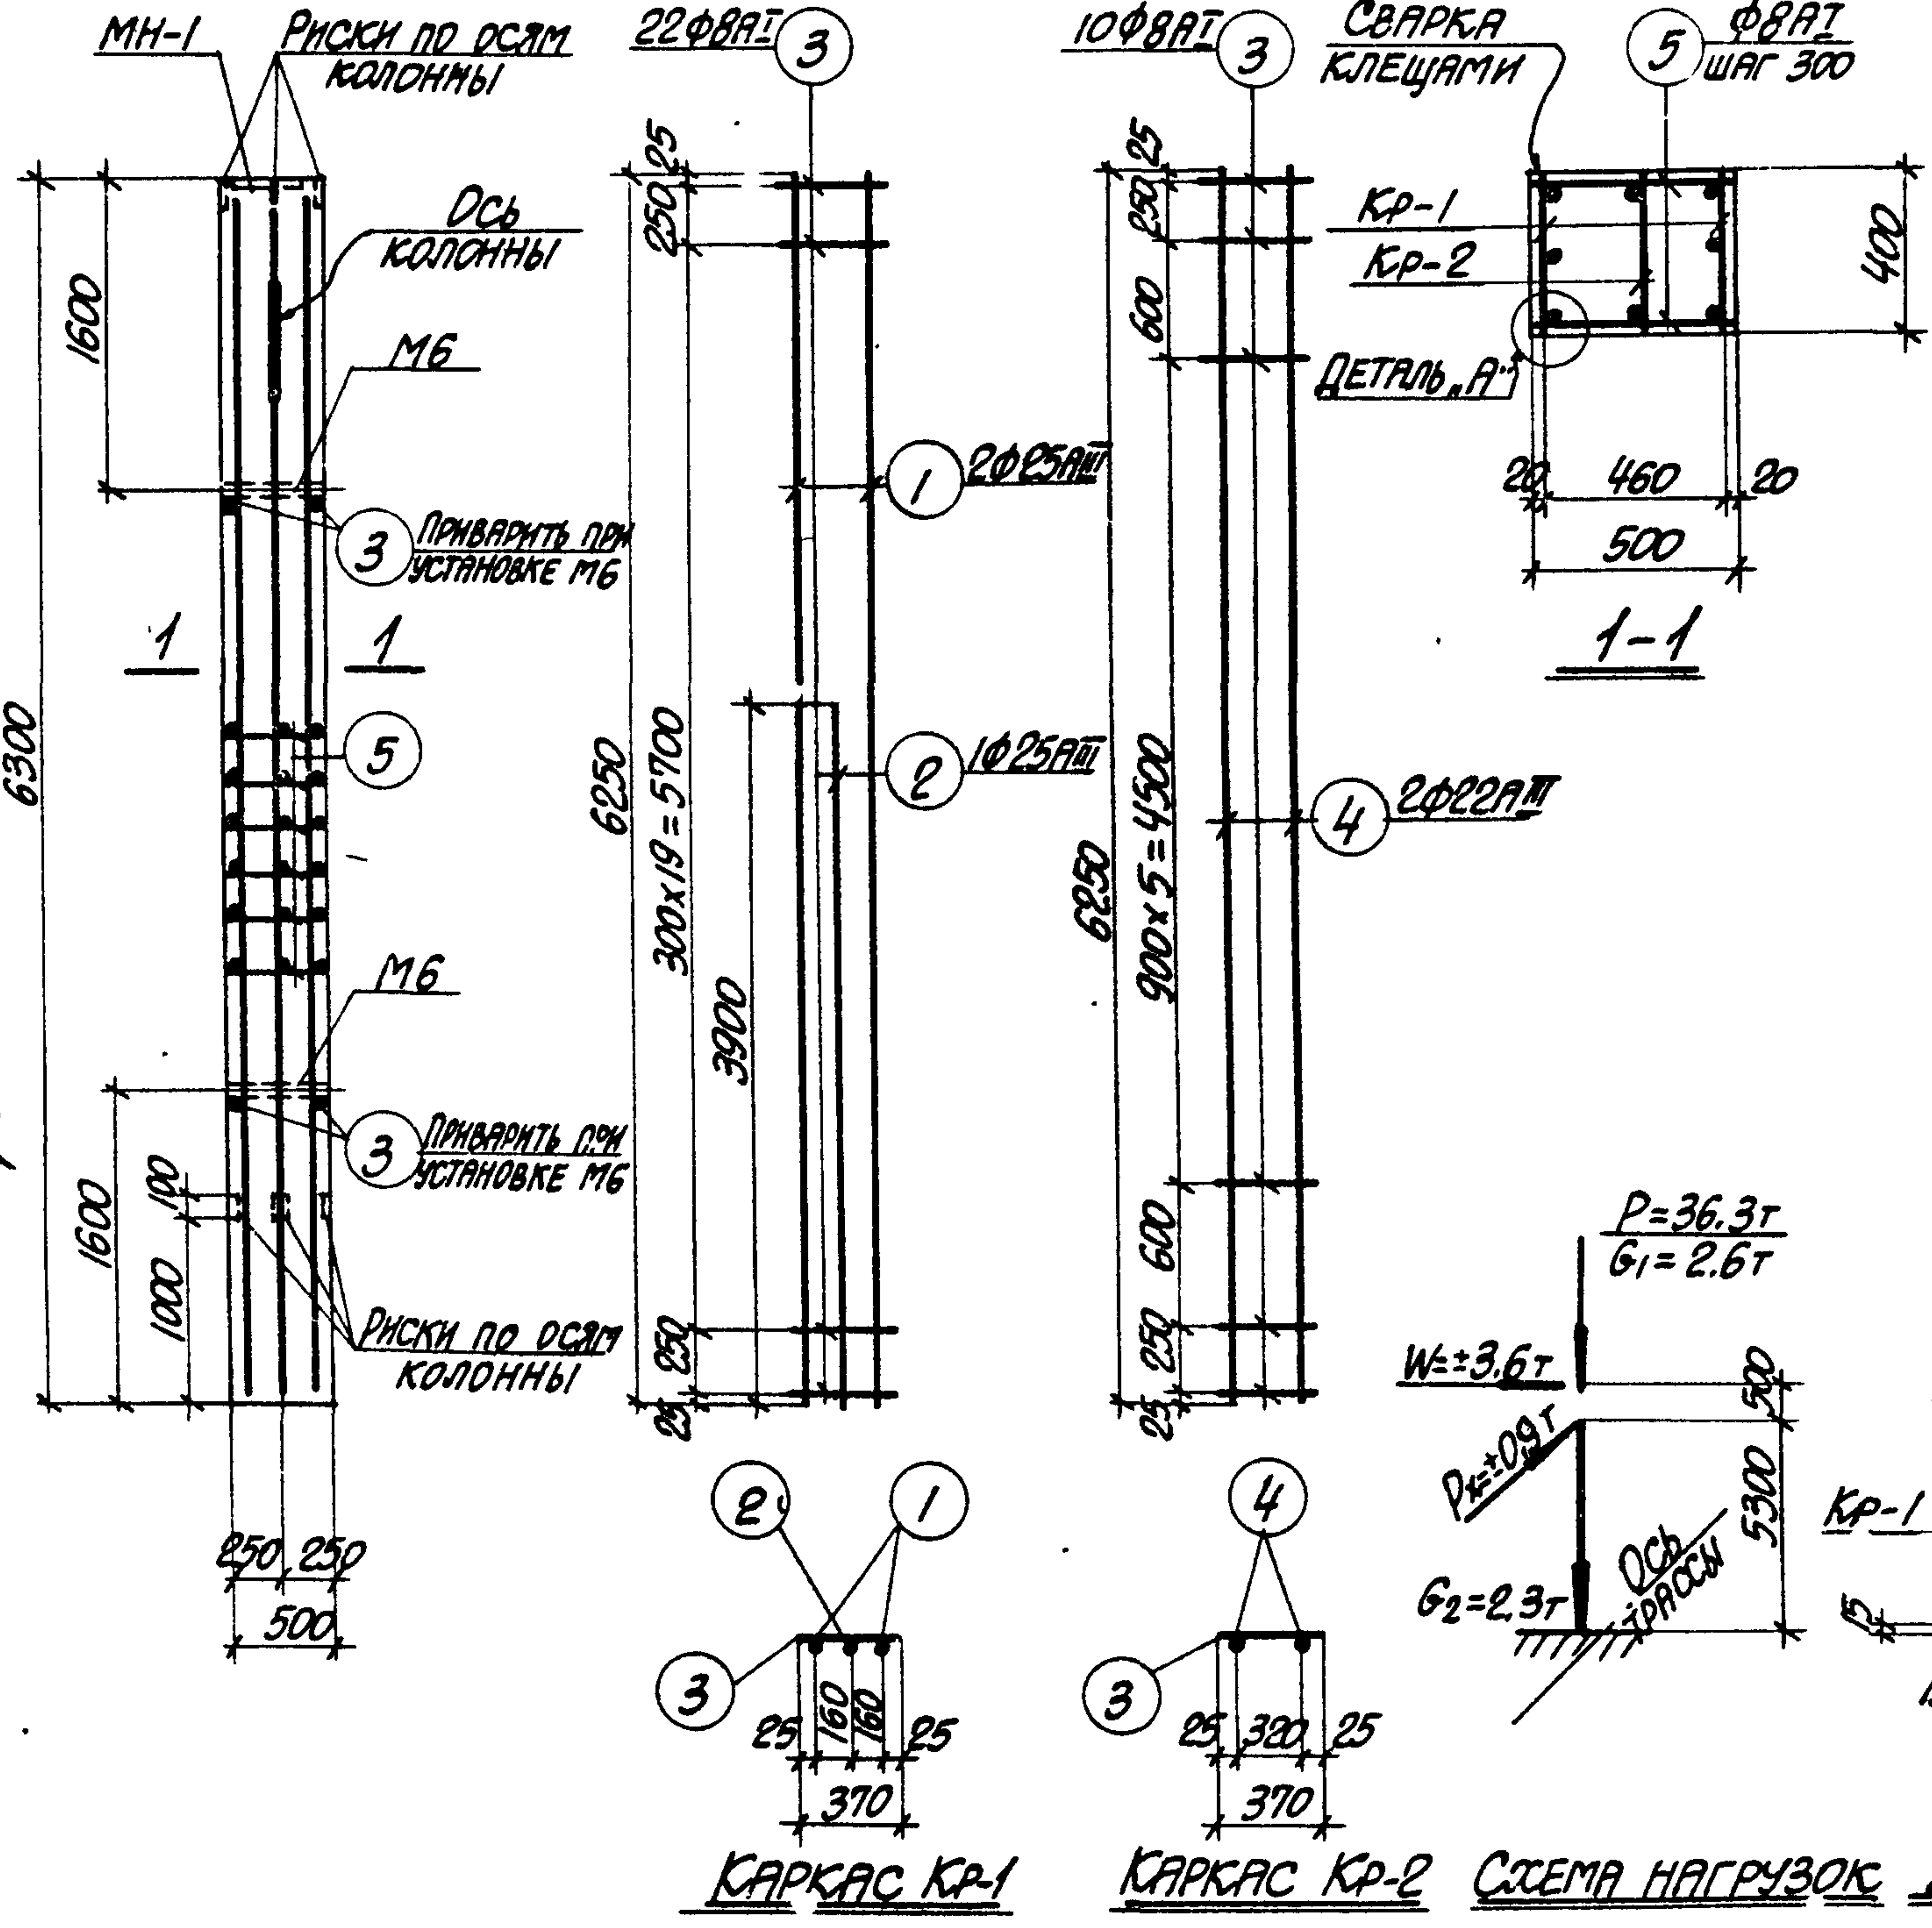 МН-1
Риски по осям
колонны
Ось
колонны
М6
1600
6300
3
Приварить при
установке М6
1
1
5
М6
3
Приварить при
установке М6
100
1600
1000
Риски по осям
колонны
250
250
500
22Ф8АI
3
25
250
6250
300х19=5700
3900
1
2Ф25АIII
2
1Ф25АIII
250
25
2
1
3
25
160
160
25
370
Каркас Кр-1
10Ф8АI
3
25
250
600
6250
900х5=4500
4
2Ф22АIII
600
250
25
4
3
25
320
25
370
Каркас Кр-2
Сварка
клещами
5
Ф8АI
шаг 300
Кр-1
Кр-2
400
Деталь „А"
20
460
20
500
1-1
Р=36.3т
G1=2.6т
W=±3.6т
Рх=±0.9т
500
5300
Ось
трассы
G2=2.3т
Схема нагрузок
Кр-1
15